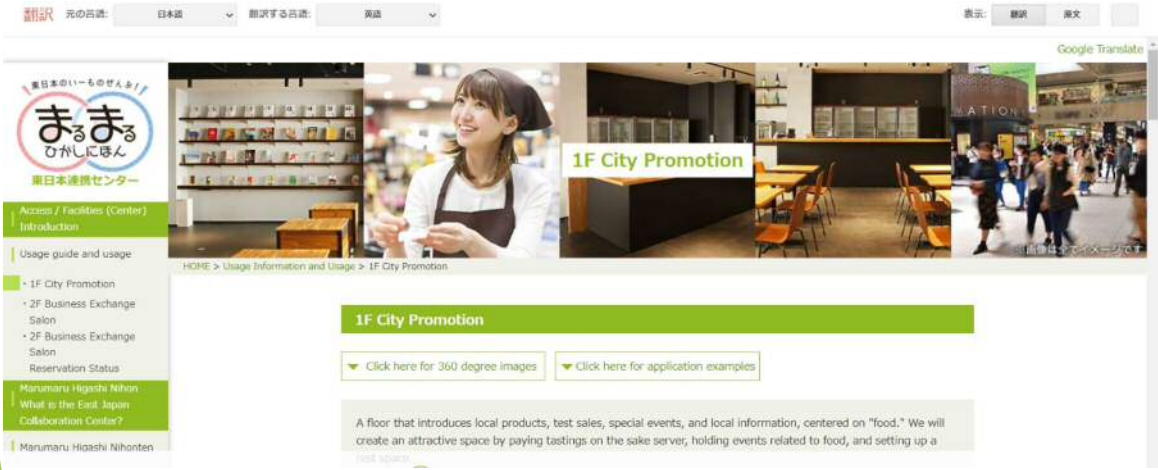 翻訳 元の言語: 日本語 翻訳する言語: 英語 表示: 翻訳 原文
Google Translate
東日本のい〜ものぜんぶ!
まるまる
ひがしにほん
東日本連携センター
Access / Facilities (Center)
Introduction
Usage guide and usage
・1F City Promotion
・2F Business Exchange
Salon
・2F Business Exchange
Salon
Reservation Status
Marumaru Higashi Nihon
What is the East Japan
Collaboration Center?
Marumaru Higashi Nihonten
1F City Promotion
ATION
※画像は全てイメージです
HOME > Usage Information and Usage > 1F City Promotion
1F City Promotion
Click here for 360 degree images
Click here for application examples
A floor that introduces local products, test sales, special events, and local information, centered on "food." We will
create an attractive space by paying tastings on the sake server, holding events related to food, and setting up a
rest space.